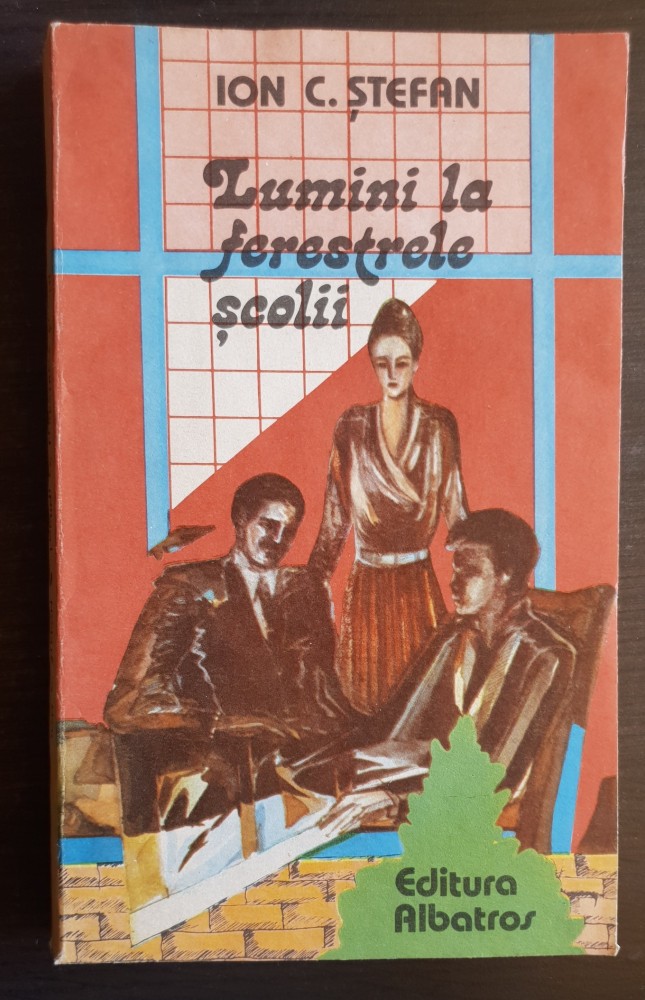 ION C. ȘTEFAN
Lumini la
ferestrele
școlii
Editura
Albatros